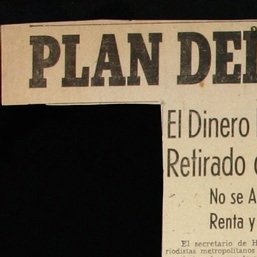 PLAN DE
El Dinero
Retirado
No se A
Renta y
El secretario de H
riodistas metropolitanos